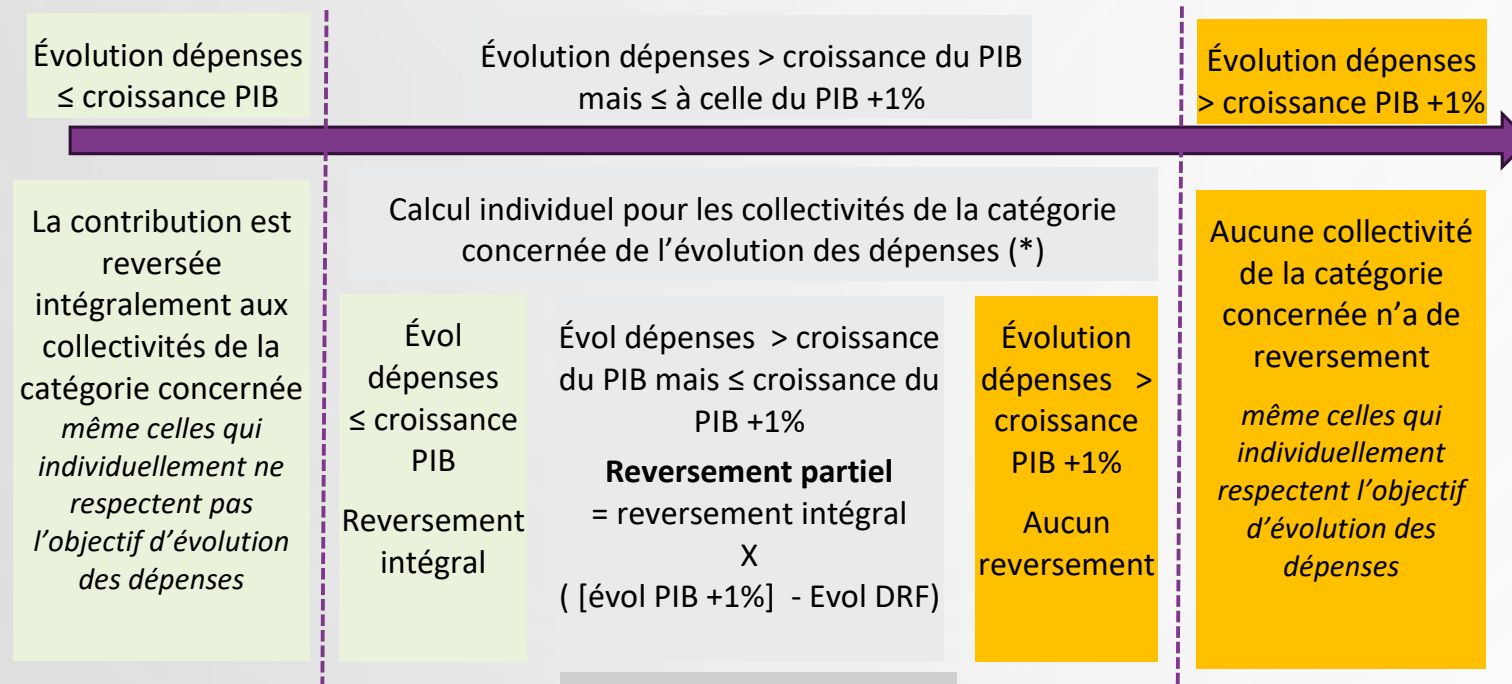 Évolution dépenses
≤ croissance PIB
Évolution dépenses > croissance du PIB
mais ≤ à celle du PIB +1%
Évolution dépenses
> croissance PIB +1%
La contribution est
reversée
intégralement aux
collectivités de la
catégorie concernée
même celles qui
individuellement ne
respectent pas
l’objectif d’évolution
des dépenses
Calcul individuel pour les collectivités de la catégorie
concernée de l’évolution des dépenses (*)
Évol
dépenses
≤ croissance
PIB
Reversement
intégral
Évol dépenses > croissance
du PIB mais ≤ croissance du
PIB +1%
Reversement partiel
= reversement intégral
X
( [évol PIB +1%] - Evol DRF)
Évolution
dépenses >
croissance
PIB +1%
Aucun
reversement
Aucune collectivité
de la catégorie
concernée n’a de
reversement
même celles qui
individuellement
respectent l’objectif
d’évolution des
dépenses